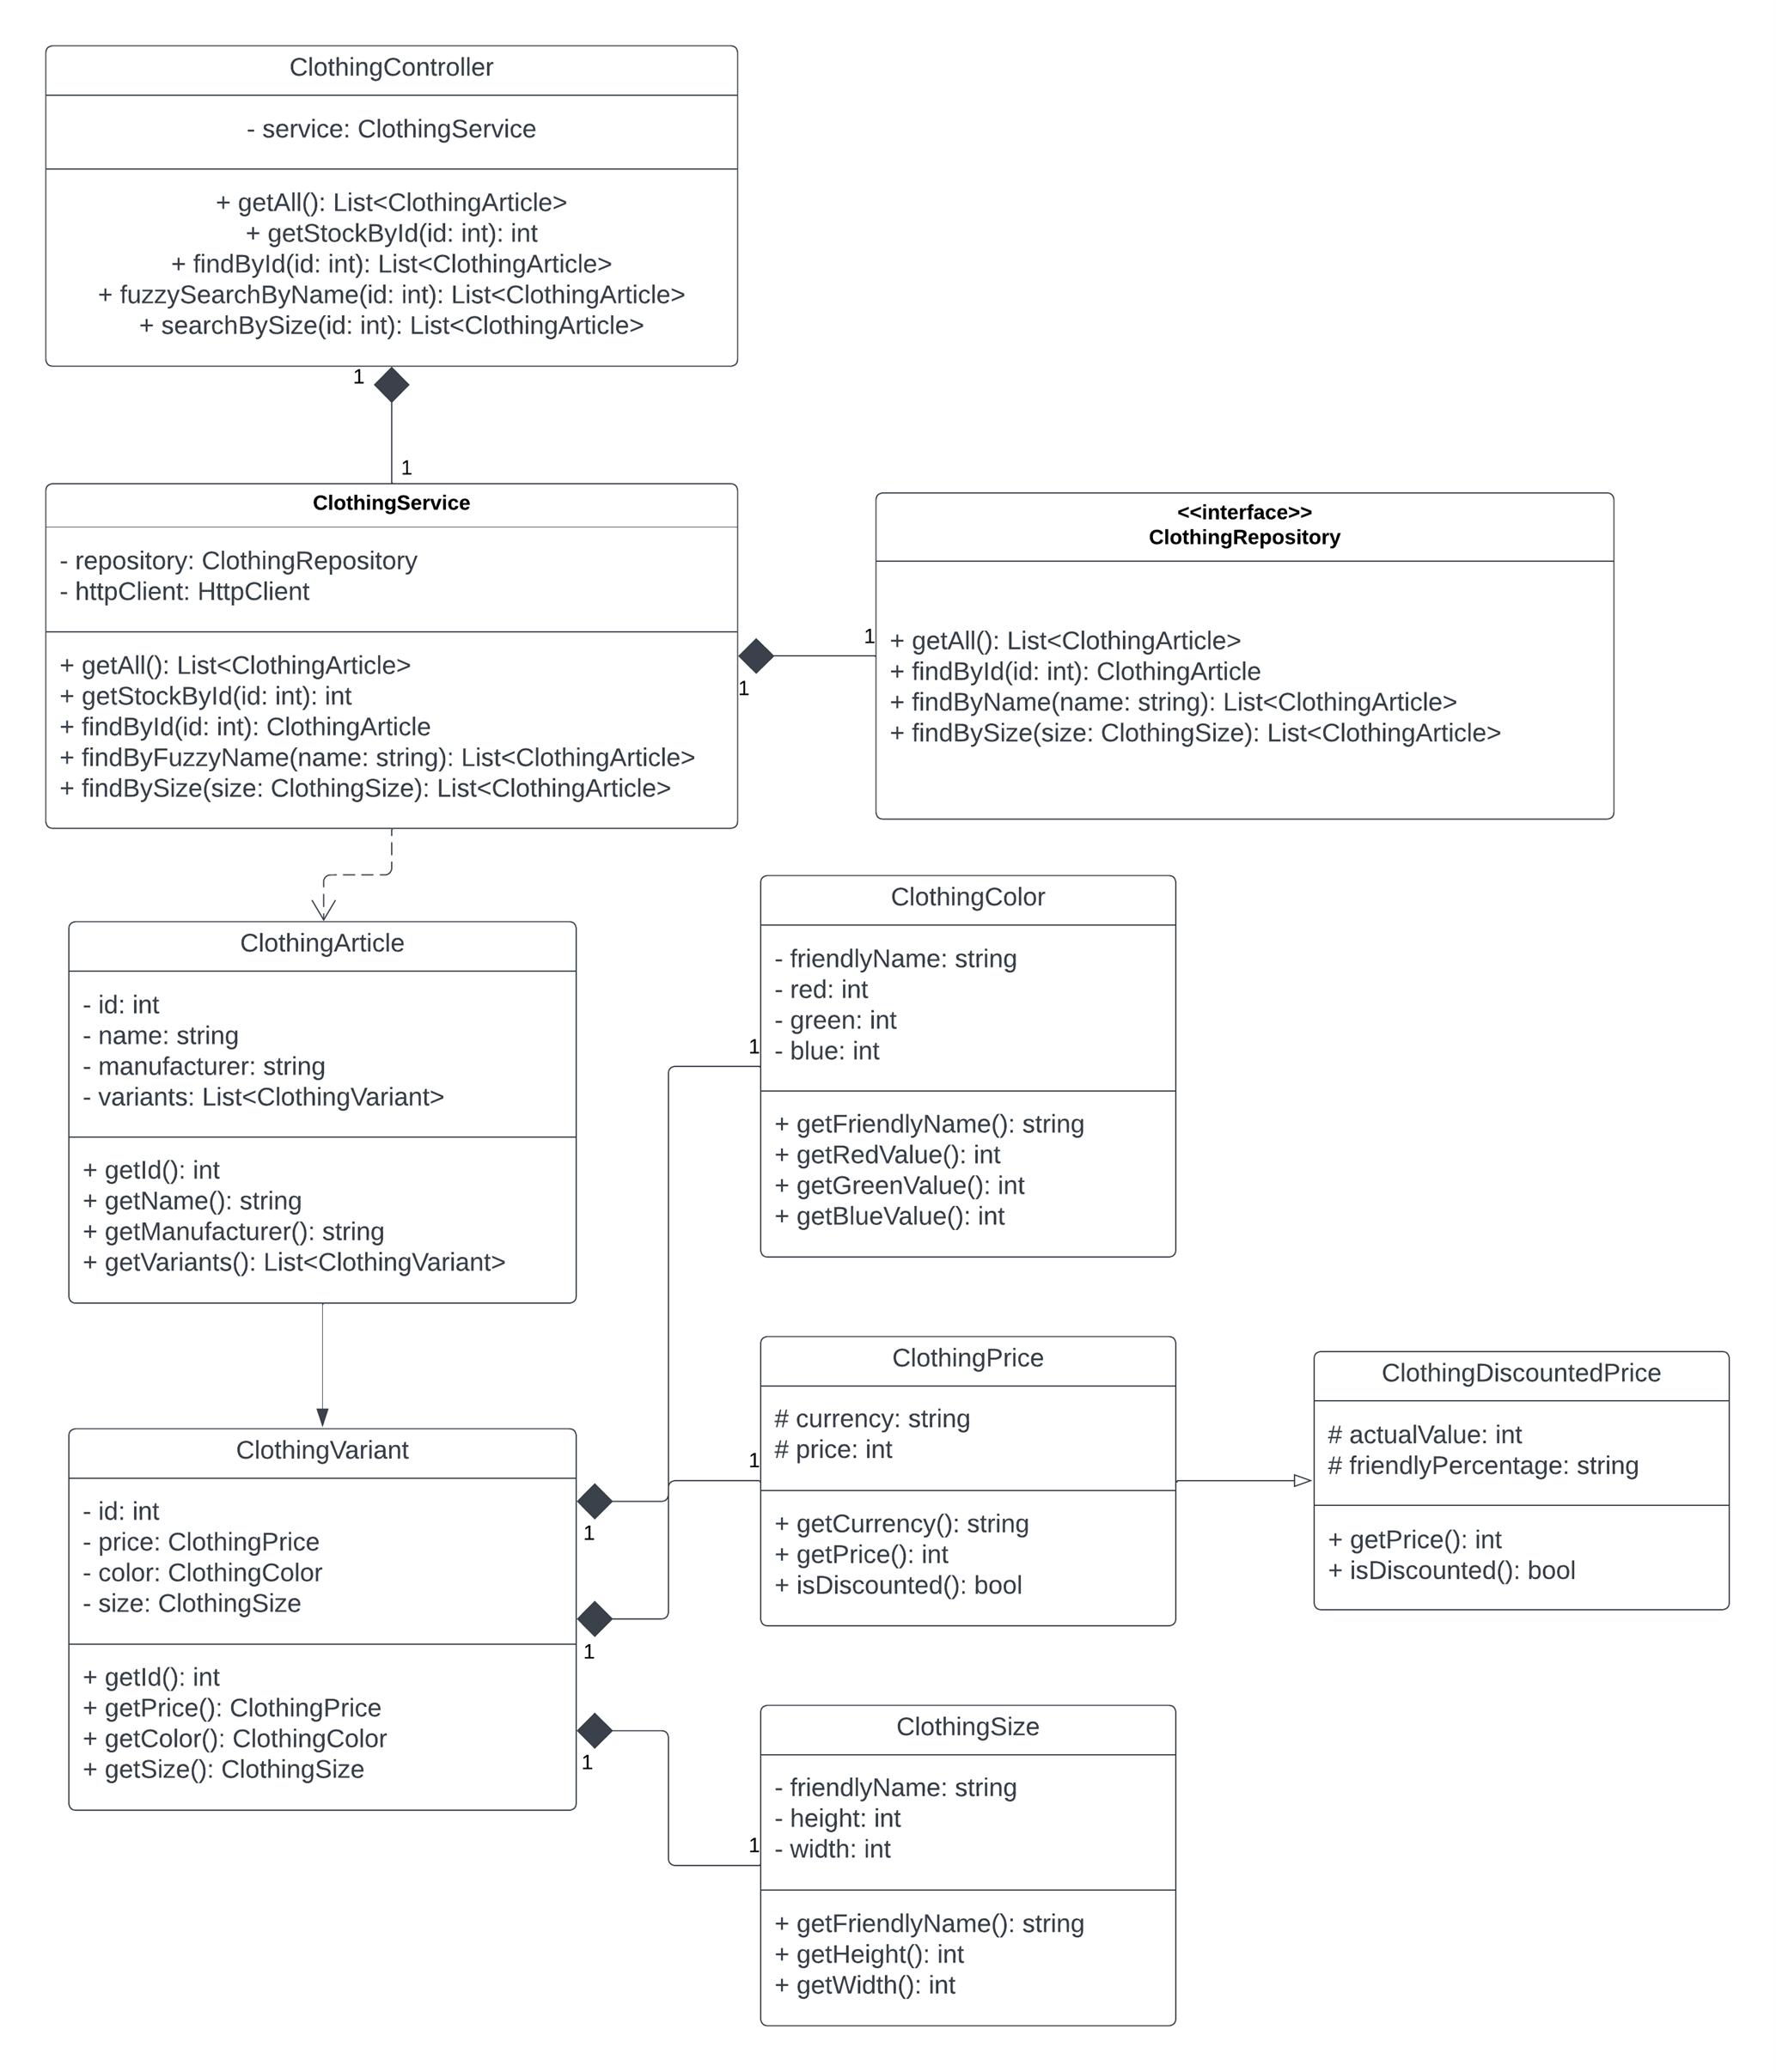 ClothingController
- service: ClothingService
+ getAll(): List<ClothingArticle>
+ getStockById(id: int): int
+ findById(id: int): List<ClothingArticle>
+ fuzzySearchByName(id: int): List<ClothingArticle>
+ searchBySize(id: int): List<ClothingArticle>
1
1
ClothingService
- repository: ClothingRepository
- httpClient: HttpClient
+ getAll(): List<ClothingArticle>
+ getStockById(id: int): int
+ findById(id: int): ClothingArticle
+ findByFuzzyName(name: string): List<ClothingArticle>
+ findBySize(size: ClothingSize): List<ClothingArticle>
1
1
<<interface>>
ClothingRepository
+ getAll(): List<ClothingArticle>
+ findById(id: int): ClothingArticle
+ findByName(name: string): List<ClothingArticle>
+ findBySize(size: ClothingSize): List<ClothingArticle>
ClothingArticle
- id: int
- name: string
- manufacturer: string
- variants: List<ClothingVariant>
+ getId(): int
+ getName(): string
+ getManufacturer(): string
+ getVariants(): List<ClothingVariant>
1
ClothingColor
- friendlyName: string
- red: int
- green: int
- blue: int
+ getFriendlyName(): string
+ getRedValue(): int
+ getGreenValue(): int
+ getBlueValue(): int
ClothingVariant
- id: int
- price: ClothingPrice
- color: ClothingColor
- size: ClothingSize
+ getId(): int
+ getPrice(): ClothingPrice
+ getColor(): ClothingColor
+ getSize(): ClothingSize
1
1
1
1
ClothingPrice
# currency: string
# price: int
+ getCurrency(): string
+ getPrice(): int
+ isDiscounted(): bool
ClothingDiscountedPrice
# actualValue: int
# friendlyPercentage: string
+ getPrice(): int
+ isDiscounted(): bool
1
ClothingSize
- friendlyName: string
- height: int
- width: int
+ getFriendlyName(): string
+ getHeight(): int
+ getWidth(): int